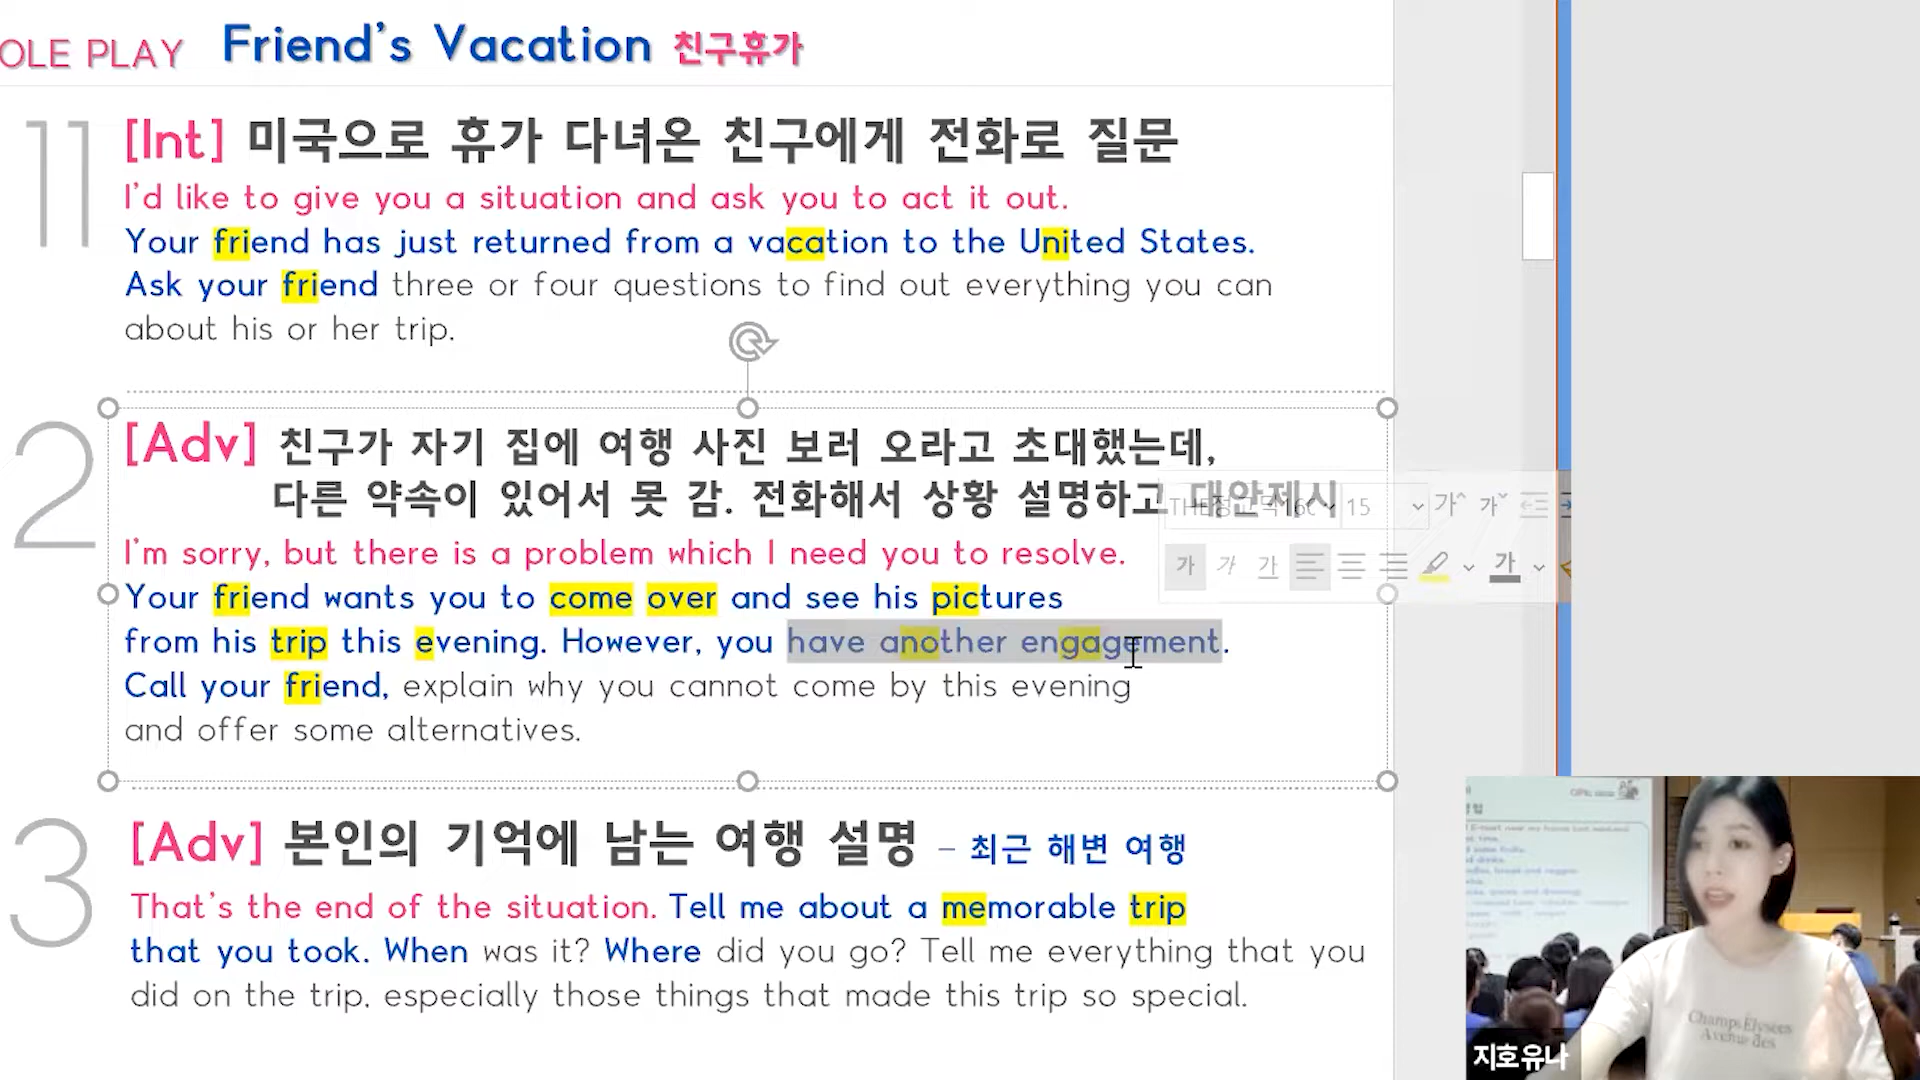 OLE PLAY Friend's Vacation 친구휴가
11 [Int] 미국으로 휴가 다녀온 친구에게 전화로 질문
I'd like to give you a situation and ask you to act it out.
Your friend has just returned from a vacation to the United States.
Ask your friend three or four questions to find out everything you can
about his or her trip.
2 [Adv] 친구가 자기 집에 여행 사진 보러 오라고 초대했는데,
다른 약속이 있어서 못 감. 전화해서 상황 설명하고 대안제시
15 가 가
가 가 가 가
I'm sorry, but there is a problem which I need you to resolve.
Your friend wants you to come over and see his pictures
from his trip this evening. However, you have another engagement.
Call your friend, explain why you cannot come by this evening
and offer some alternatives.
3 [Adv] 본인의 기억에 남는 여행 설명 – 최근 해변 여행
That's the end of the situation. Tell me about a memorable trip
that you took. When was it? Where did you go? Tell me everything that you
did on the trip, especially those things that made this trip so special.
Champs Elysees
Avenue des
지호유나